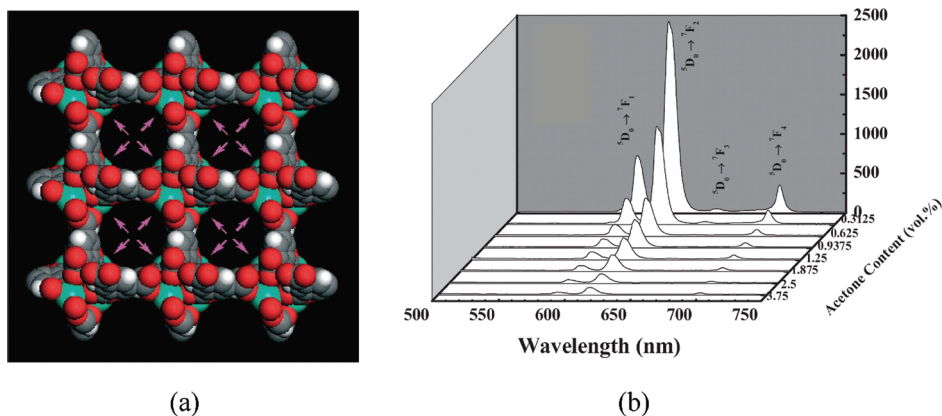 ⁵D₀→⁷F₁
⁵D₀→⁷F₂
⁵D₀→⁷F₃
⁵D₀→⁷F₄
2500
2000
1500
1000
500
0
0.3125
0.625
0.9375
1.25
1.875
2.5
3.75
Acetone Content (vol.%)
500 550 600 650 700 750
Wavelength (nm)
(a) (b)